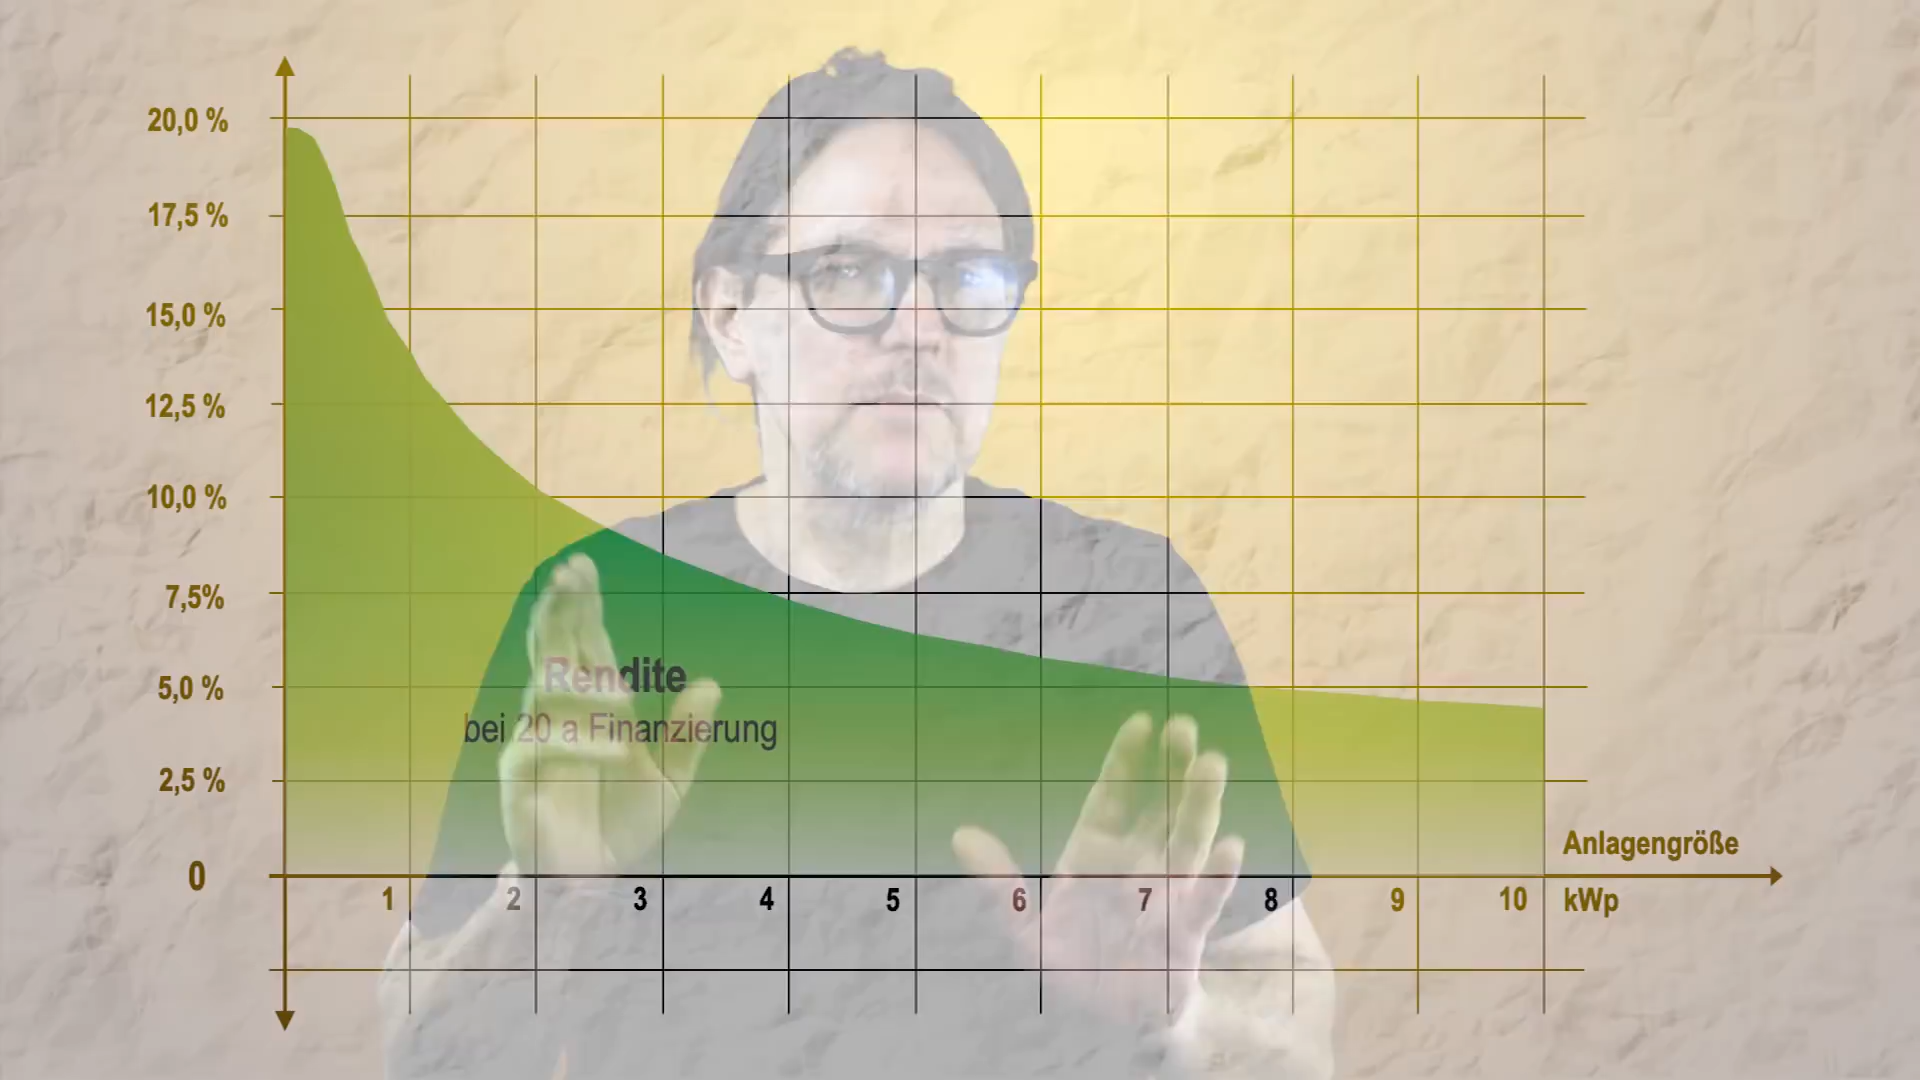 20,0 %
17,5 %
15,0 %
12,5 %
10,0 %
7,5%
5,0 %
2,5 %
0
Rendite
bei 20 a Finanzierung
Anlagengröße
1 2 3 4 5 6 7 8 9 10 kWp